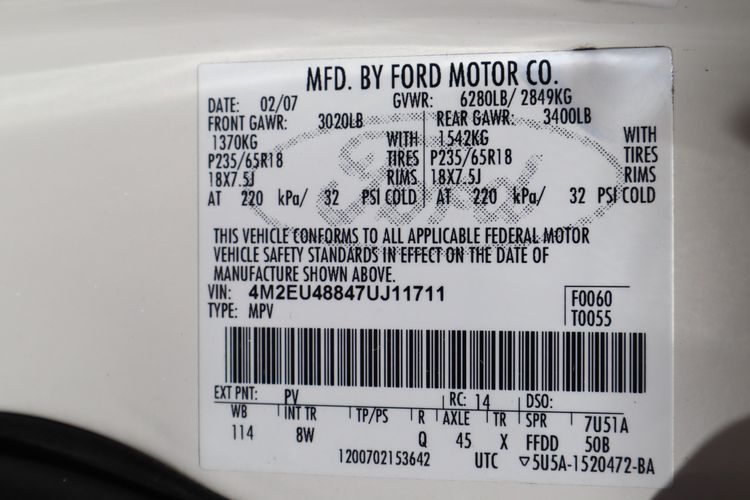 MFD. BY FORD MOTOR CO.
DATE: 02/07 GVWR: 6280LB/ 2849KG
FRONT GAWR: 3020LB REAR GAWR: 3400LB
1370KG WITH 1542KG WITH
P235/65R18 TIRES P235/65R18 TIRES
18X7.5J RIMS 18X7.5J RIMS
AT 220 kPa/ 32 PSI COLD AT 220 kPa/ 32 PSI COLD
Ford
THIS VEHICLE CONFORMS TO ALL APPLICABLE FEDERAL MOTOR
VEHICLE SAFETY STANDARDS IN EFFECT ON THE DATE OF
MANUFACTURE SHOWN ABOVE.
VIN: 4M2EU48847UJ11711 F0060
TYPE: MPV T0055
EXT PNT: PV RC: 14 DSO:
WB INT TR TP/PS R AXLE TR SPR 7U51A
114 8W Q 45 X FFDD 50B
1200702153642 UTC ▽5U5A-1520472-BA